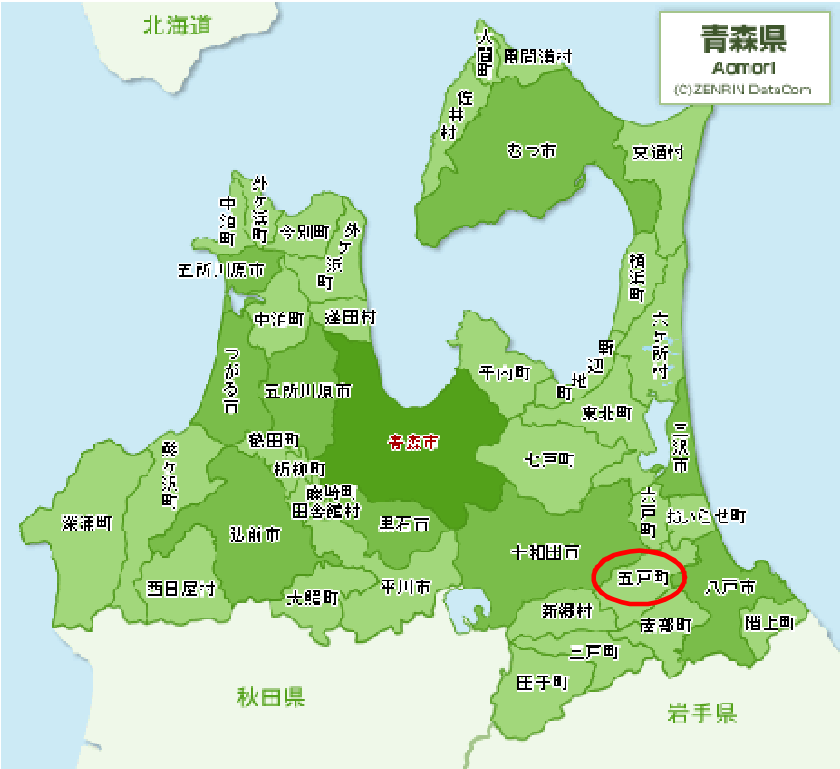 北海道
青森県
Aomori
(C)ZENRIN DataCom
大間町
風間浦村
佐井村
むつ市
東通村
外ヶ浜町
中泊町
今別町
外ヶ浜町
五所川原市
横浜町
中泊町
蓬田村
六ヶ所村
つがる市
野辺地町
平内町
五所川原市
東北町
鶴田町
青森市
三沢市
鰺ヶ沢町
板柳町
七戸町
藤崎町
田舎館村
六戸町
おいらせ町
深浦町
弘前市
黒石市
十和田市
西目屋村
大鰐町
平川市
五戸町
八戸市
新郷村
南部町
階上町
三戸町
田子町
秋田県
岩手県